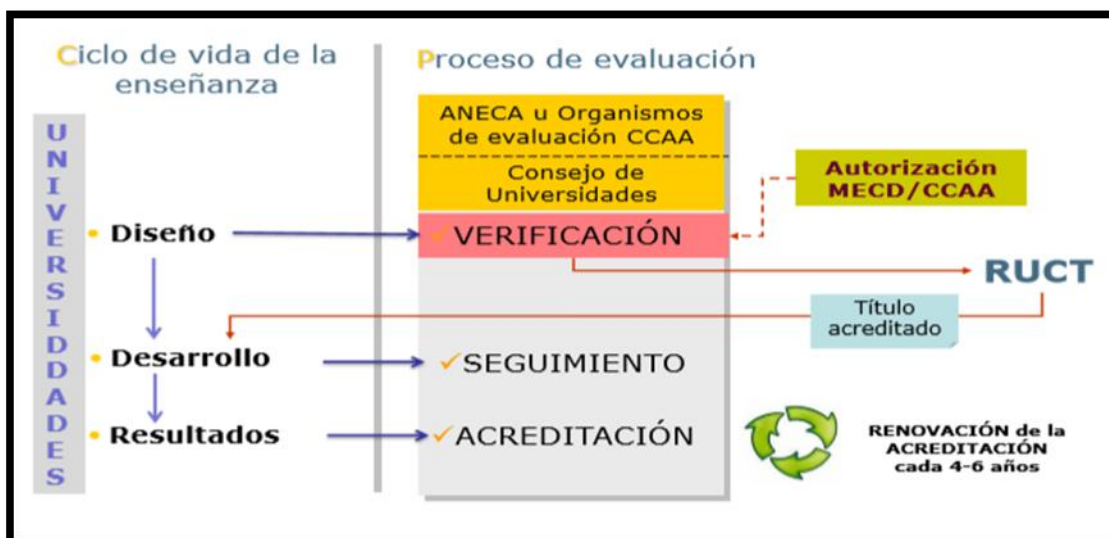 Ciclo de vida de la
enseñanza
Proceso de evaluación
UNIVERSIDDADES
ANECA u Organismos
de evaluación CCAA
Consejo de
Universidades
Autorización
MECD/CCAA
• Diseño
✓VERIFICACIÓN
RUCT
Título
acreditado
• Desarrollo
✓SEGUIMIENTO
• Resultados
✓ACREDITACIÓN
RENOVACIÓN de la
ACREDITACIÓN
cada 4-6 años